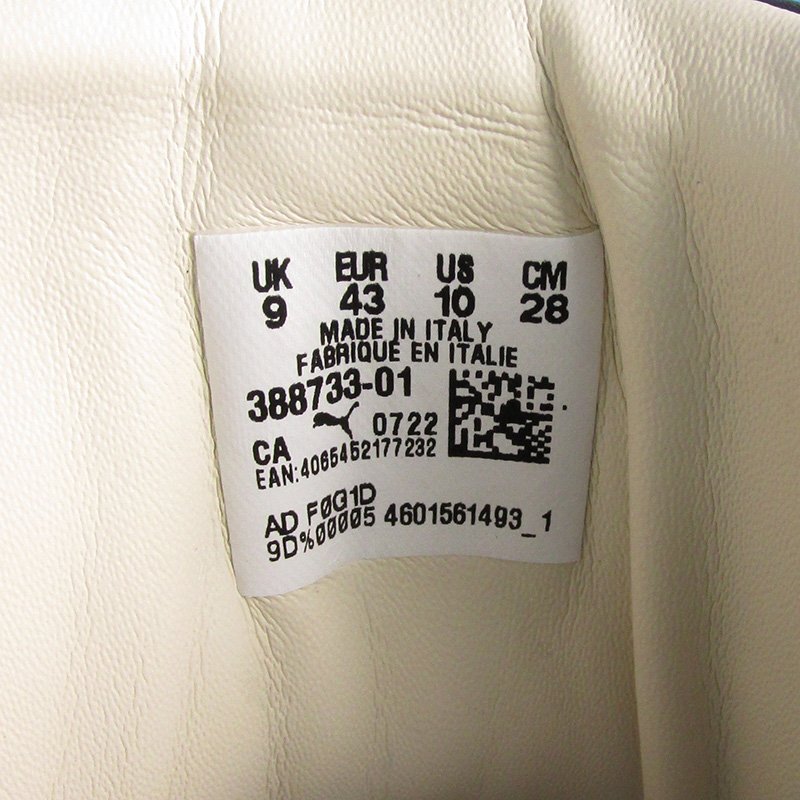 UK EUR US CM
9 43 10 28
MADE IN ITALY
FABRIQUE EN ITALIE
388733-01
0722
CA
EAN:4065452177232
AD F0G1D
9D%00005 4601561493_1